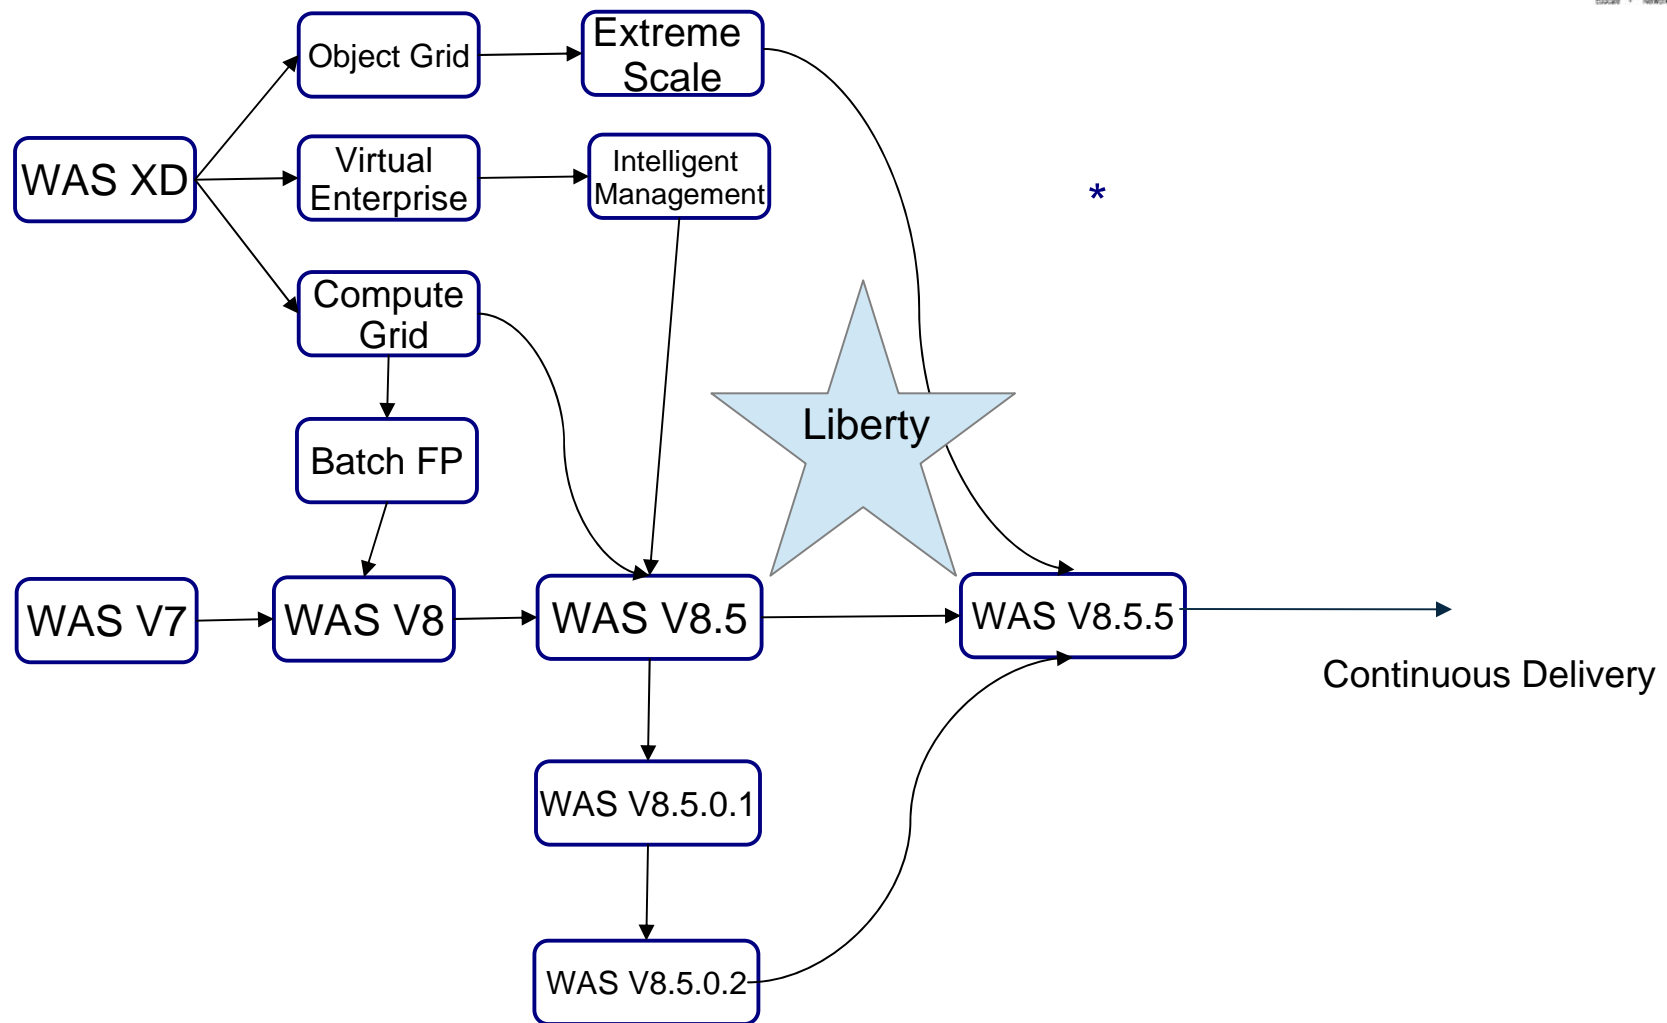 Object Grid
Extreme
Scale
WAS XD
Virtual
Enterprise
Intelligent
Management
*
Compute
Grid
Liberty
Batch FP
WAS V7
WAS V8
WAS V8.5
WAS V8.5.5
Continuous Delivery
WAS V8.5.0.1
WAS V8.5.0.2